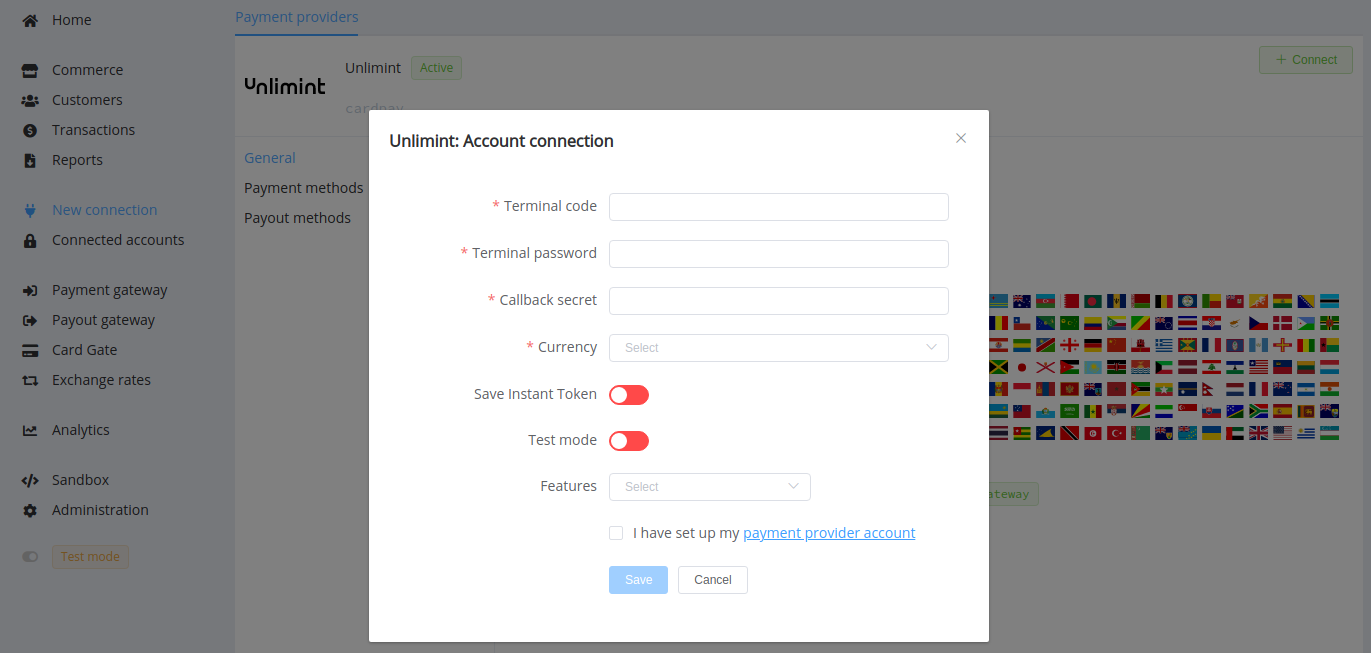 Home
Commerce
Customers
Transactions
Reports
New connection
Connected accounts
Payment gateway
Payout gateway
Card Gate
Exchange rates
Analytics
Sandbox
Administration
Test mode
Payment providers
Unlimint
Unlimint Active
cardpay
+ Connect
General
Payment methods
Payout methods
ateway
Unlimint: Account connection
* Terminal code
* Terminal password
* Callback secret
* Currency Select
Save Instant Token
Test mode
Features Select
I have set up my payment provider account
Save Cancel